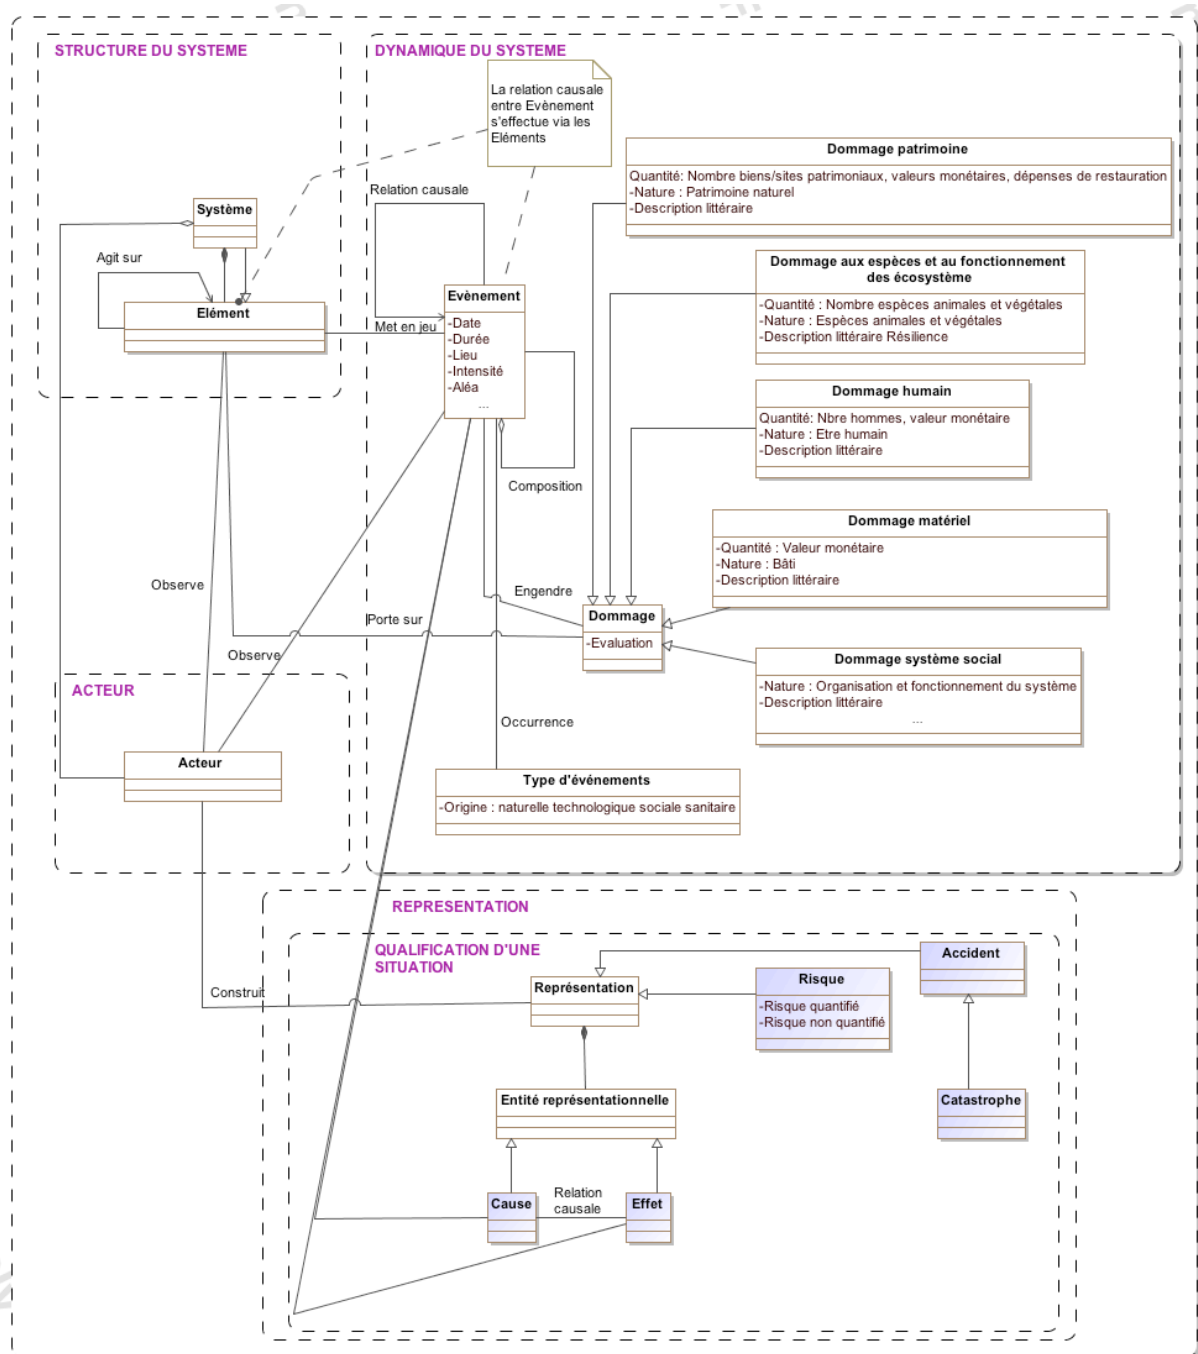 STRUCTURE DU SYSTEME
DYNAMIQUE DU SYSTEME
La relation causale
entre Evènement
s'effectue via les
Eléments
Dommage patrimoine
Quantité: Nombre biens/sites patrimoniaux, valeurs monétaires, dépenses de restauration
-Nature : Patrimoine naturel
-Description littéraire
Relation causale
Système
Agit sur
Elément
Met en jeu
Evènement
-Date
-Durée
-Lieu
-Intensité
-Aléa
...
Dommage aux espèces et au fonctionnement
des écosystème
-Quantité : Nombre espèces animales et végétales
-Nature : Espèces animales et végétales
-Description littéraire Résilience
Dommage humain
Quantité: Nbre hommes, valeur monétaire
-Nature : Etre humain
-Description littéraire
Composition
Dommage matériel
-Quantité : Valeur monétaire
-Nature : Bâti
-Description littéraire
Observe
Engendre
Porte sur
Dommage
-Evaluation
Observe
Dommage système social
-Nature : Organisation et fonctionnement du système
-Description littéraire
...
ACTEUR
Acteur
Occurrence
Type d'événements
-Origine : naturelle technologique sociale sanitaire
REPRESENTATION
QUALIFICATION D'UNE
SITUATION
Accident
Construit
Représentation
Risque
-Risque quantifié
-Risque non quantifié
Entité représentationnelle
Catastrophe
Cause
Relation
causale
Effet